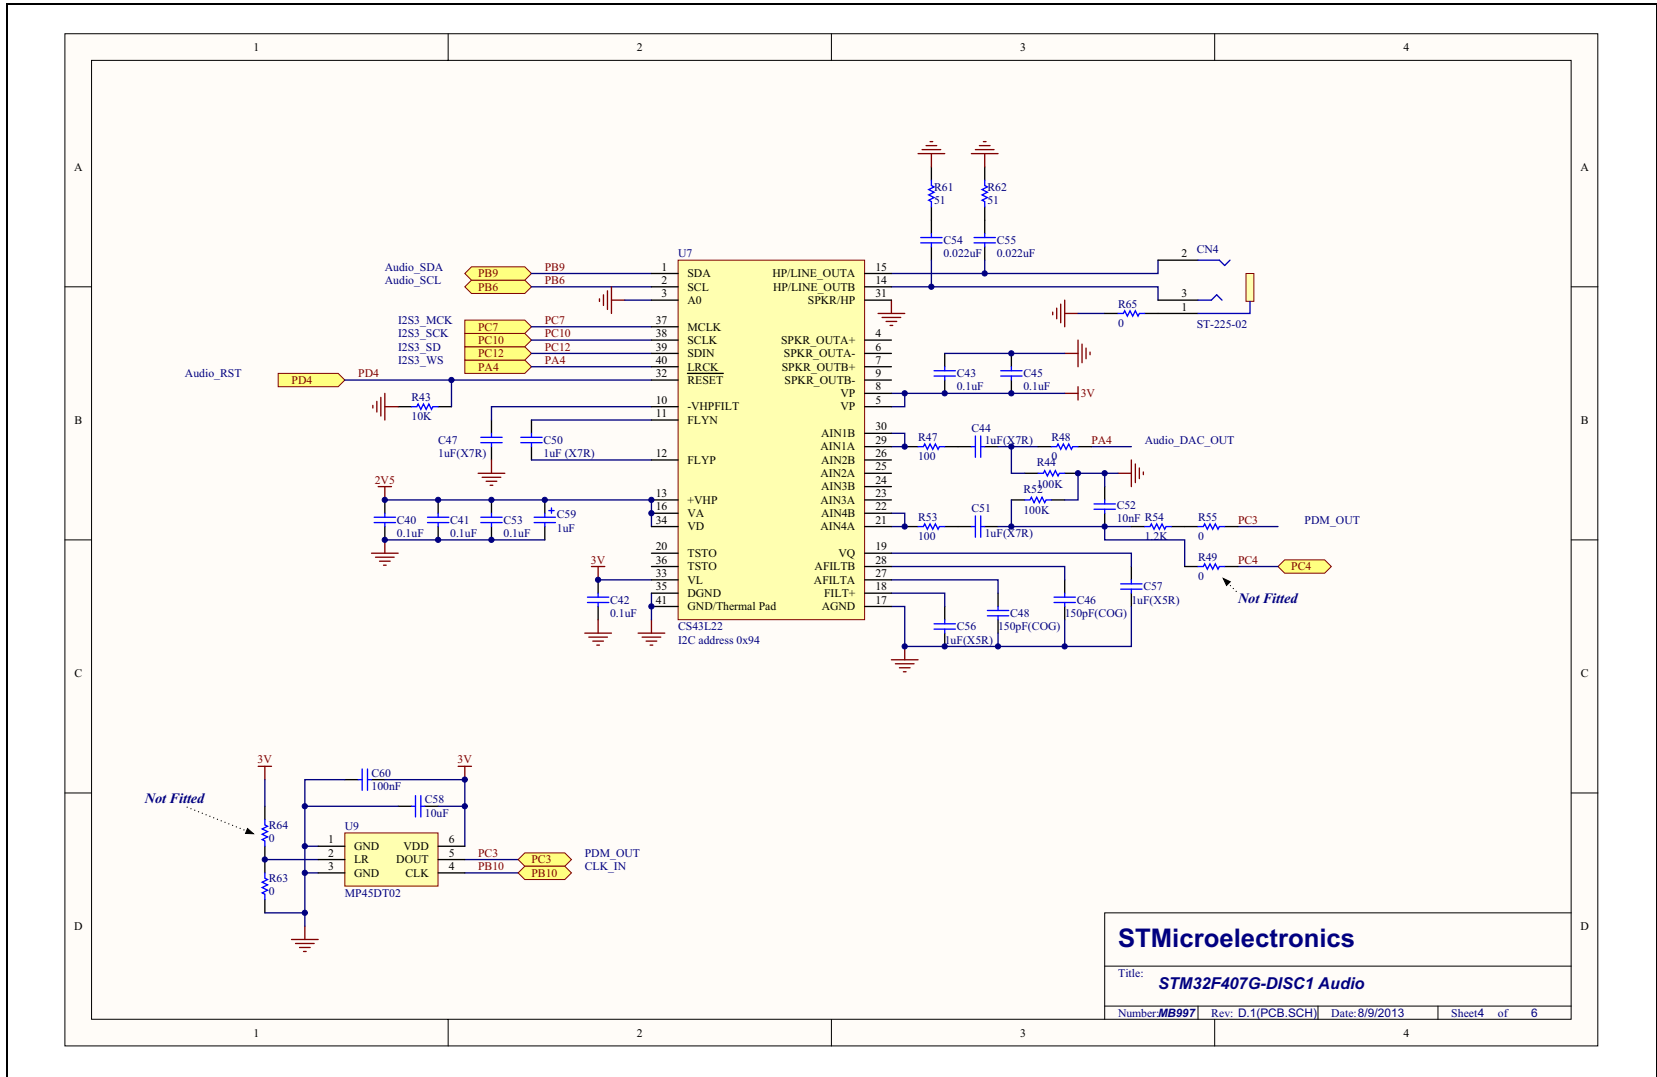 1 2 3 4
A A
R61 R62
51 51
C54 C55
0.022uF 0.022uF
CN4
2
3
1
ST-225-02
R65
0
U7
Audio_SDA PB9 PB9 1 SDA HP/LINE_OUTA 15
Audio_SCL PB6 PB6 2 SCL HP/LINE_OUTB 14
3 A0 SPKR/HP 31
I2S3_MCK PC7 PC7 37 MCLK
I2S3_SCK PC10 PC10 38 SCLK SPKR_OUTA+ 4
I2S3_SD PC12 PC12 39 SDIN SPKR_OUTA- 6
I2S3_WS PA4 PA4 40 LRCK SPKR_OUTB+ 7
Audio_RST PD4 PD4 32 RESET SPKR_OUTB- 9
VP 8
10 -VHPFILT VP 5
11 FLYN
AIN1B 30
AIN1A 29
12 FLYP AIN2B 26
AIN2A 25
AIN3B 24
13 +VHP AIN3A 23
16 VA AIN4B 22
34 VD AIN4A 21
20 TSTO VQ 19
36 TSTO AFILTB 28
33 VL AFILTA 27
35 DGND FILT+ 18
41 GND/Thermal Pad AGND 17
CS43L22
I2C address 0x94
R43
10K
C47
1uF(X7R)
C50
1uF (X7R)
2V5
C40 C41 C53 C59
0.1uF 0.1uF 0.1uF + 1uF
3V
C42
0.1uF
C43 C45
0.1uF 0.1uF
3V
B B
R47 C44 R48
100 1uF(X7R) 0
PA4 Audio_DAC_OUT
R44
100K
R52
100K
C52
10nF
R53 C51
100 1uF(X7R)
R54 R55 PC3 PDM_OUT
1.2K 0
R49 PC4 PC4
0
Not Fitted
C57
1uF(X5R)
C46
150pF(COG)
C48
150pF(COG)
C56
1uF(X5R)
C C
3V 3V
C60
100nF
C58
10uF
Not Fitted
R64
0
R63
0
U9
1 GND VDD 6
2 LR DOUT 5 PC3 PC3 PDM_OUT
3 GND CLK 4 PB10 PB10 CLK_IN
MP45DT02
D D
STMicroelectronics
Title:
STM32F407G-DISC1 Audio
Number:MB997 Rev: D.1(PCB.SCH) Date:8/9/2013 Sheet4 of 6
1 2 3 4